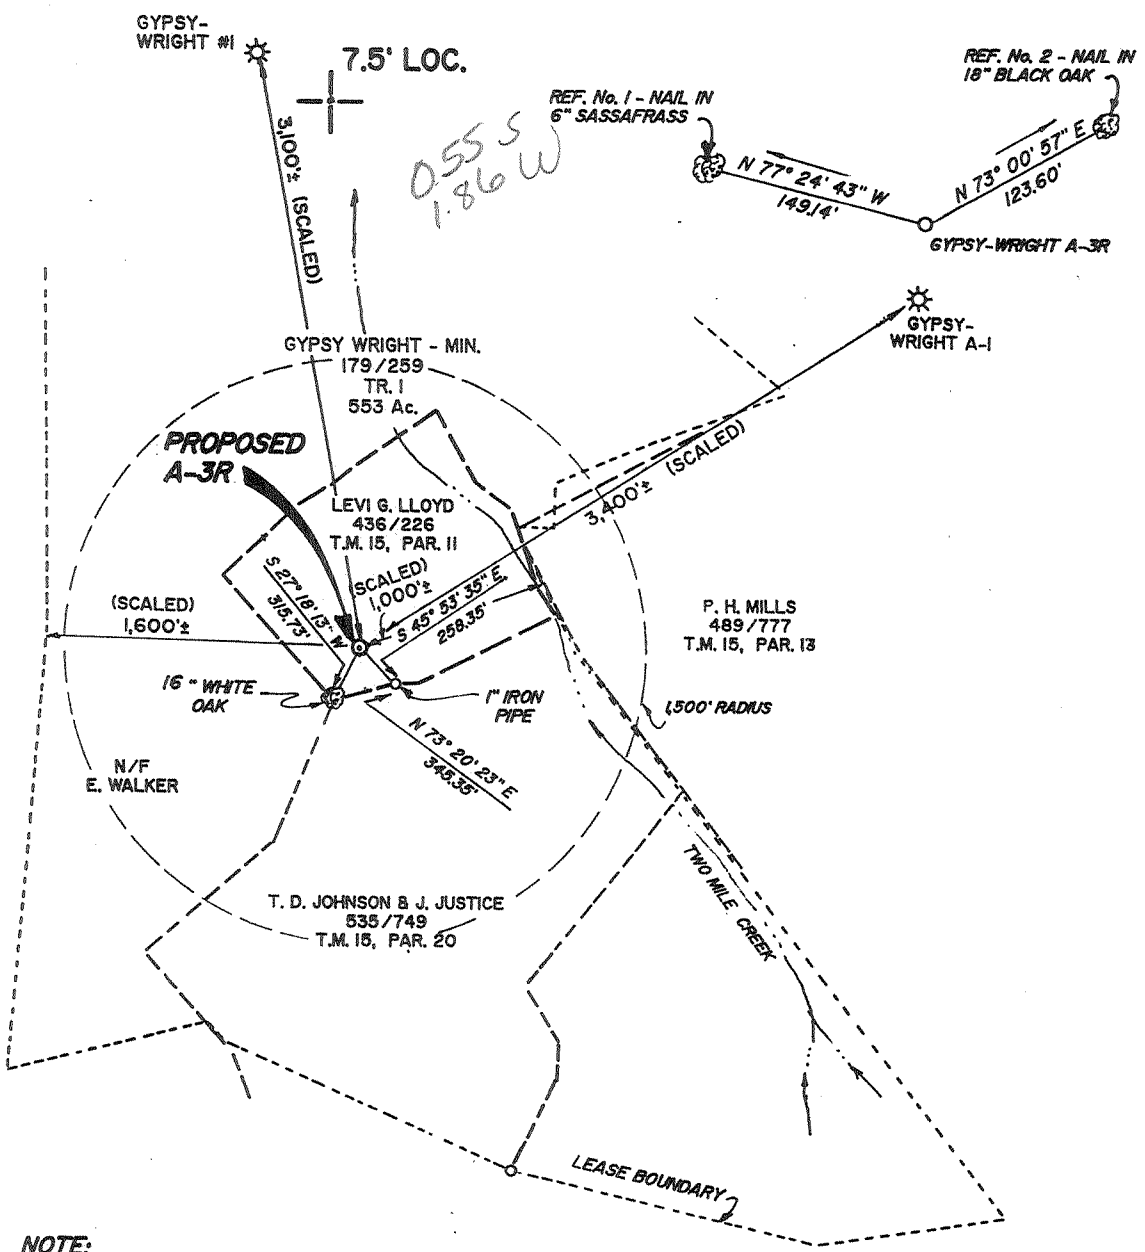 GYPSY-
WRIGHT #1
7.5' LOC.
REF. No. 2 - NAIL IN
18" BLACK OAK
REF. No. 1 - NAIL IN
6" SASSAFRASS
0.55 S
1.86 W
3,100'± (SCALED)
N 77° 24' 43" W
149.14'
N 73° 00' 57" E
123.60'
GYPSY-WRIGHT A-3R
GYPSY-
WRIGHT A-1
GYPSY WRIGHT - MIN.
179/259
TR. 1
553 Ac.
PROPOSED
A-3R
(SCALED)
3,400'±
LEVI G. LLOYD
436/226
T.M. 15, PAR. 11
S 27° 18' 13" W
315.73'
(SCALED)
1,000'±
S 45° 53' 35" E.
258.35'
(SCALED)
1,600'±
P. H. MILLS
489/777
T.M. 15, PAR. 13
16" WHITE
OAK
1" IRON
PIPE
1,500' RADIUS
N 73° 20' 23" E
345.35'
N/F
E. WALKER
TWO MILE CREEK
T. D. JOHNSON & J. JUSTICE
535/749
T.M. 15, PAR. 20
LEASE BOUNDARY
NOTE: